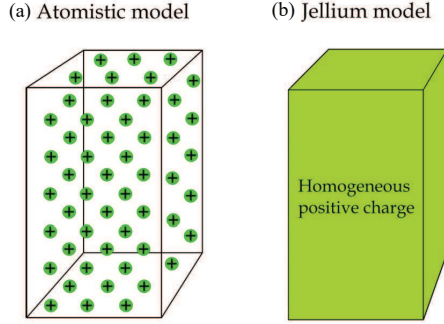 (a) Atomistic model
(b) Jellium model
Homogeneous
positive charge